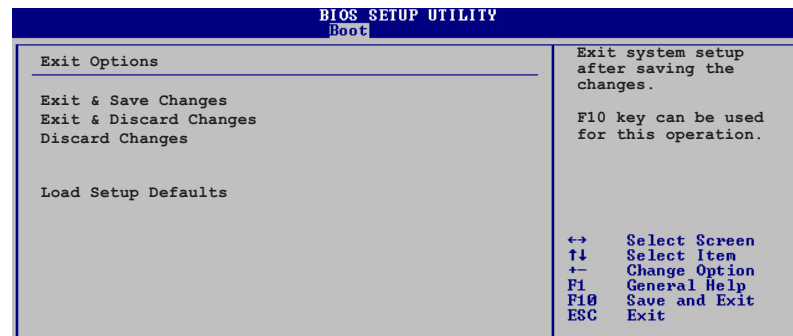 BIOS SETUP UTILITY
Boot
Exit Options
Exit & Save Changes
Exit & Discard Changes
Discard Changes
Load Setup Defaults
Exit system setup
after saving the
changes.
F10 key can be used
for this operation.
←→ Select Screen
↑↓ Select Item
+- Change Option
F1 General Help
F10 Save and Exit
ESC Exit